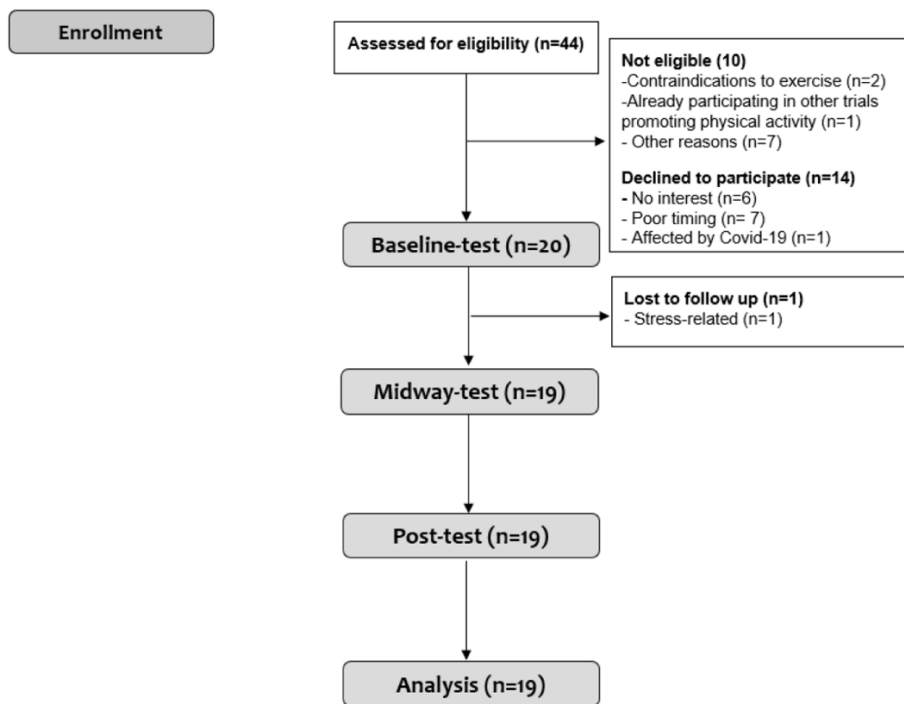 Enrollment
Assessed for eligibility (n=44)
Not eligible (10)
-Contraindications to exercise (n=2)
-Already participating in other trials
promoting physical activity (n=1)
- Other reasons (n=7)
Declined to participate (n=14)
- No interest (n=6)
- Poor timing (n= 7)
- Affected by Covid-19 (n=1)
Baseline-test (n=20)
Lost to follow up (n=1)
- Stress-related (n=1)
Midway-test (n=19)
Post-test (n=19)
Analysis (n=19)